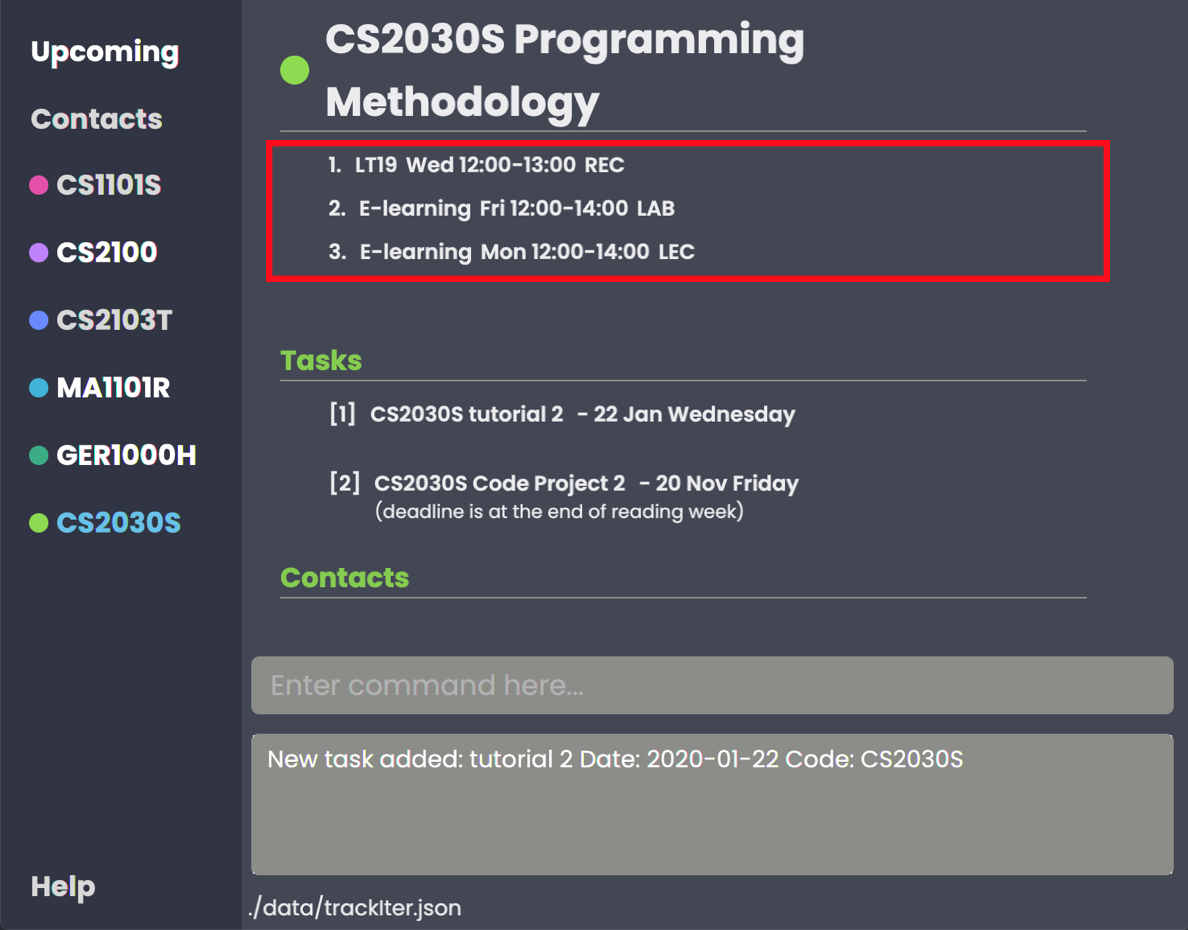 Upcoming
Contacts
CS1101S
CS2100
CS2103T
MA1101R
GER1000H
CS2030S
Help
CS2030S Programming
Methodology
1. LT19 Wed 12:00-13:00 REC
2. E-learning Fri 12:00-14:00 LAB
3. E-learning Mon 12:00-14:00 LEC
Tasks
[1] CS2030S tutorial 2 - 22 Jan Wednesday
[2] CS2030S Code Project 2 - 20 Nov Friday
(deadline is at the end of reading week)
Contacts
Enter command here...
New task added: tutorial 2 Date: 2020-01-22 Code: CS2030S
./data/trackIter.json